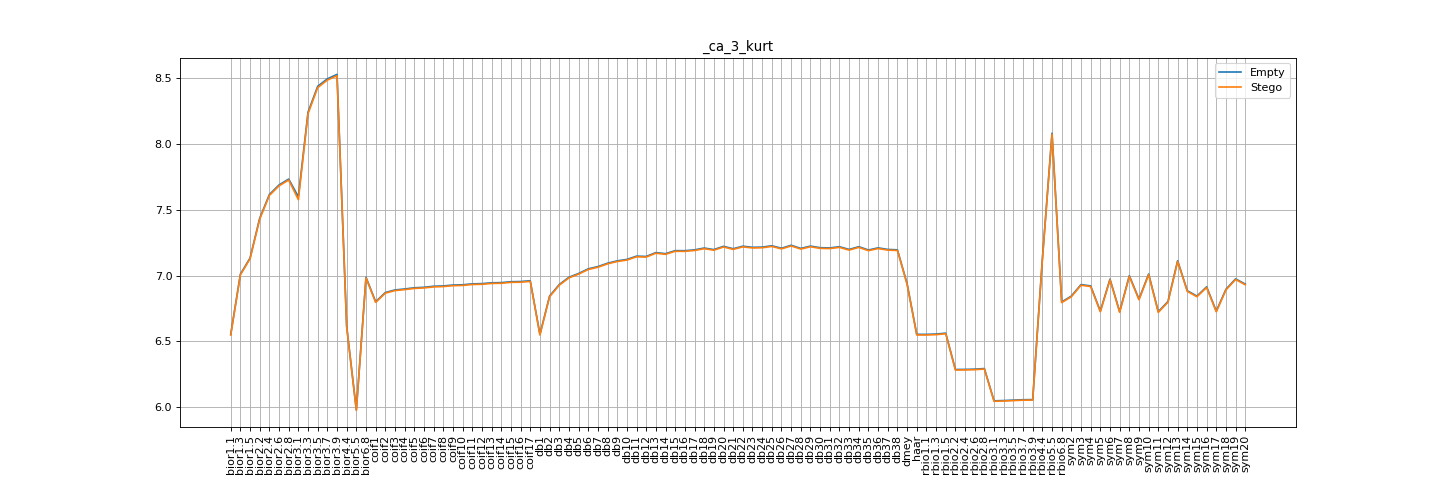 _ca_3_kurt
Empty
Stego
8.5
8.0
7.5
7.0
6.5
6.0
bior1.1
bior1.3
bior1.5
bior2.2
bior2.4
bior2.6
bior2.8
bior3.1
bior3.3
bior3.5
bior3.7
bior3.9
bior4.4
bior5.5
bior6.8
coif1
coif2
coif3
coif4
coif5
coif6
coif7
coif8
coif9
coif10
coif11
coif12
coif13
coif14
coif15
coif16
coif17
db1
db2
db3
db4
db5
db6
db7
db8
db9
db10
db11
db12
db13
db14
db15
db16
db17
db18
db19
db20
db21
db22
db23
db24
db25
db26
db27
db28
db29
db30
db31
db32
db33
db34
db35
db36
db37
db38
dmey
haar
rbio1.1
rbio1.3
rbio1.5
rbio2.2
rbio2.4
rbio2.6
rbio2.8
rbio3.1
rbio3.3
rbio3.5
rbio3.7
rbio3.9
rbio4.4
rbio5.5
rbio6.8
sym2
sym3
sym4
sym5
sym6
sym7
sym8
sym9
sym10
sym11
sym12
sym13
sym14
sym15
sym16
sym17
sym18
sym19
sym20